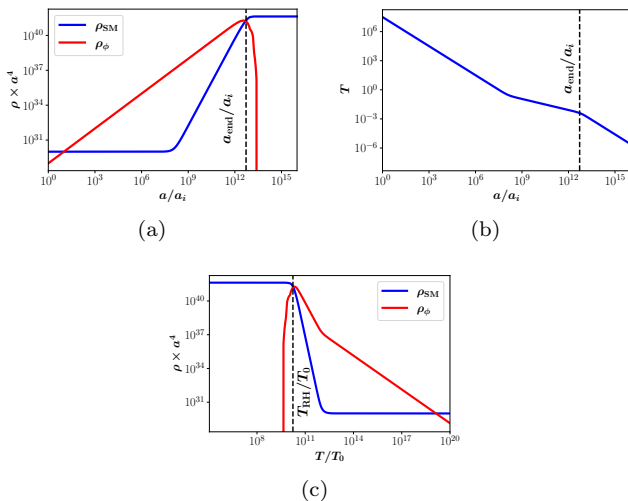 ρ_SM
ρ_ϕ
10^40
10^37
10^34
10^31
ρ × a^4
a_end/a_i
10^0 10^3 10^6 10^9 10^12 10^15
a/a_i
(a)
10^3
10^0
10^−3
10^−6
T
a_end/a_i
10^0 10^3 10^6 10^9 10^12 10^15
a/a_i
(b)
ρ_SM
ρ_ϕ
10^40
10^37
10^34
10^31
ρ × a^4
T_RH/T_0
10^8 10^11 10^14 10^17 10^20
T/T_0
(c)